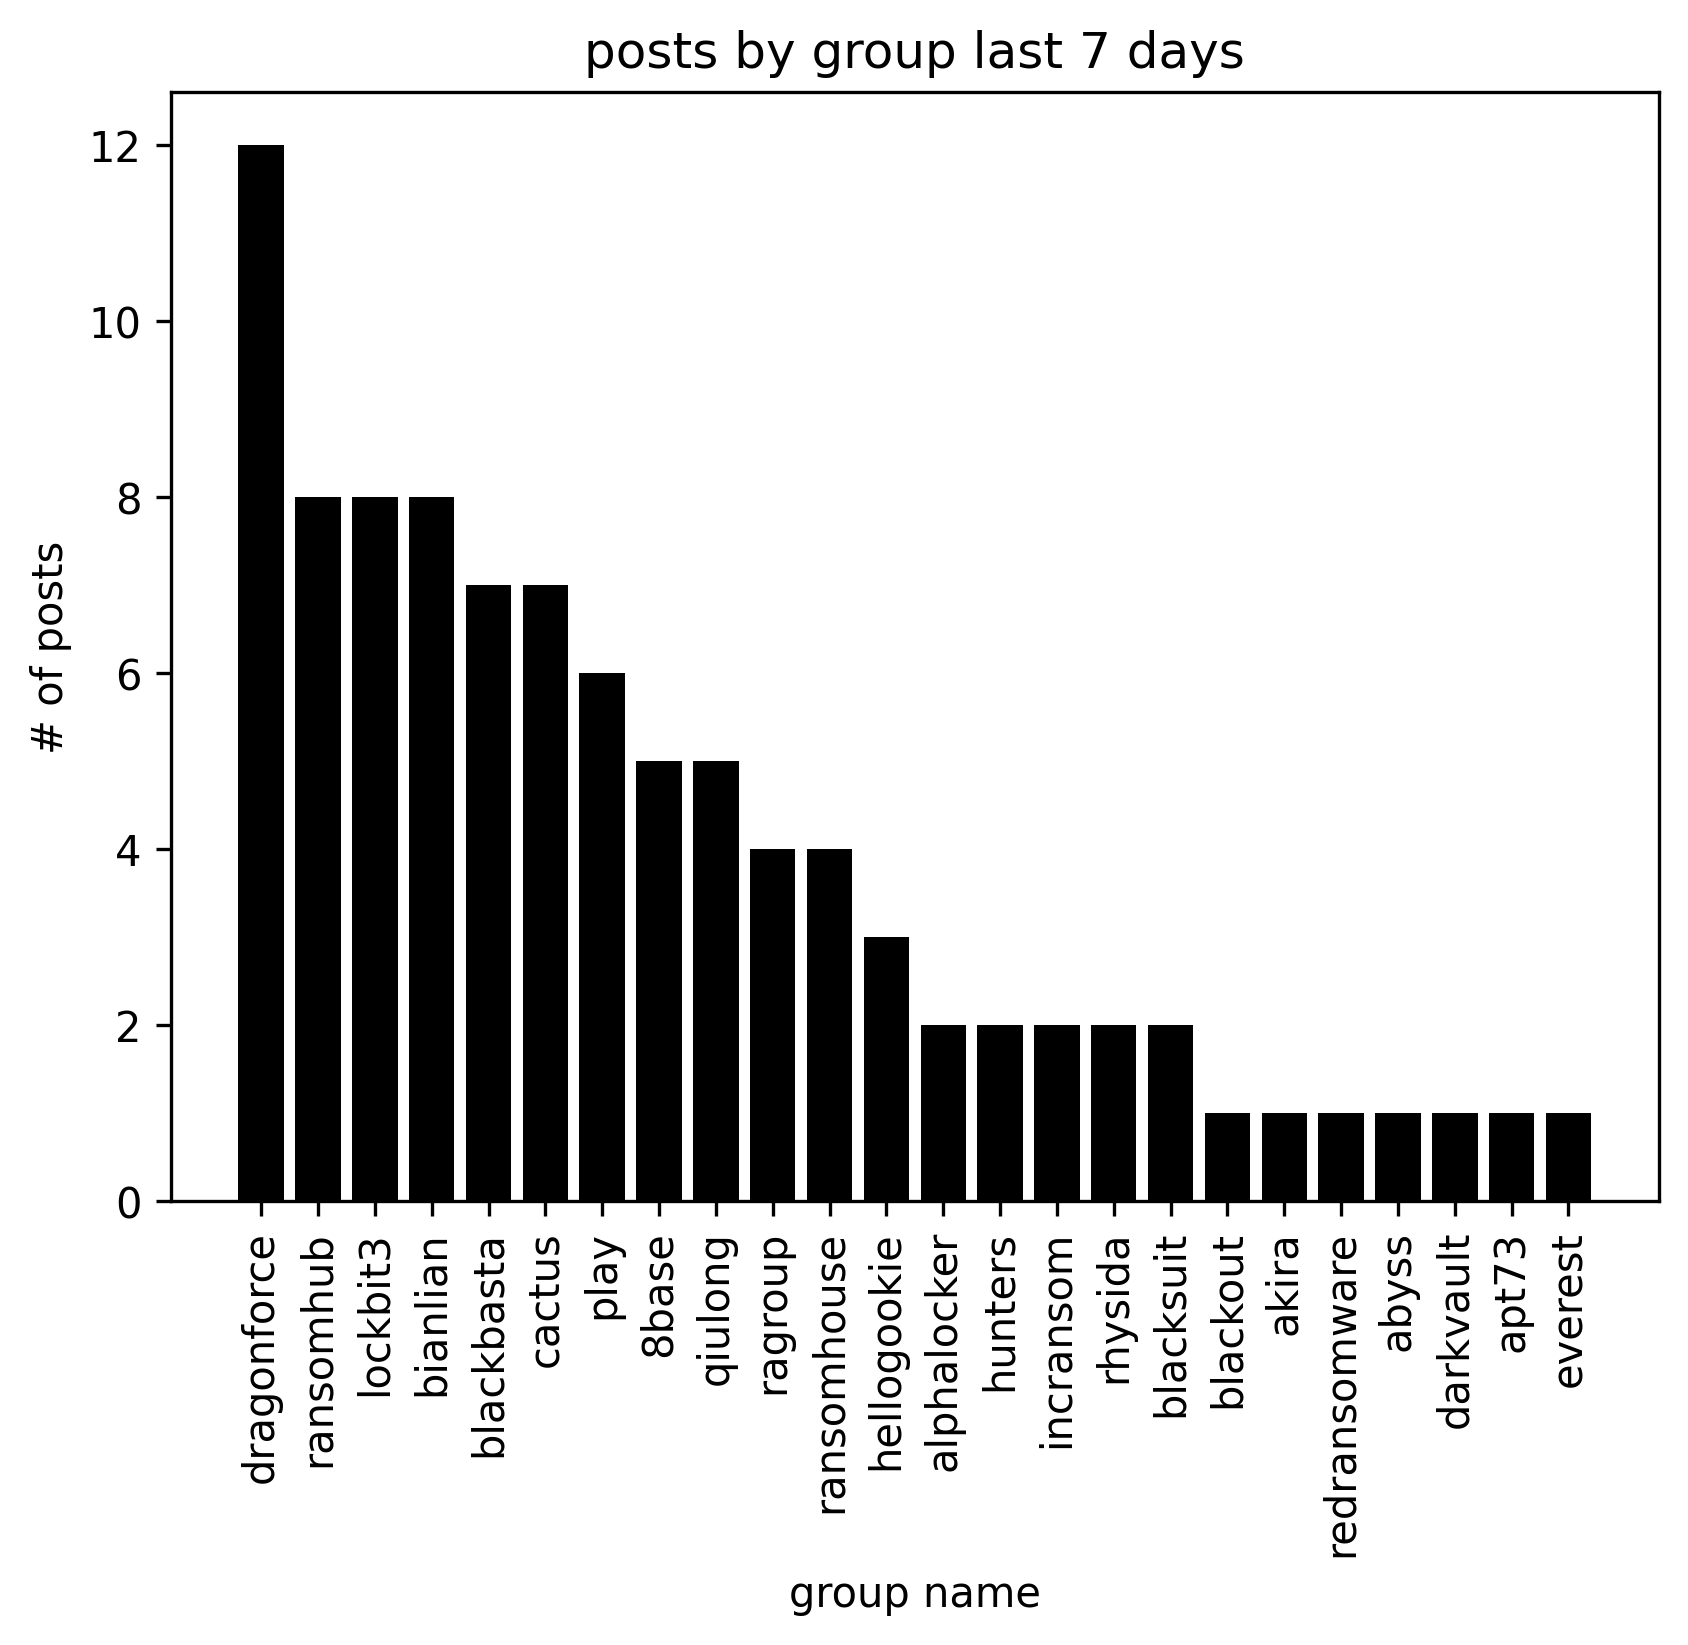 posts by group last 7 days
12
10
8
6
4
2
0
# of posts
dragonforce
ransomhub
lockbit3
bianlian
blackbasta
cactus
play
8base
qiulong
ragroup
ransomhouse
hellogookie
alphalocker
hunters
incransom
rhysida
blacksuit
blackout
akira
redransomware
abyss
darkvault
apt73
everest
group name